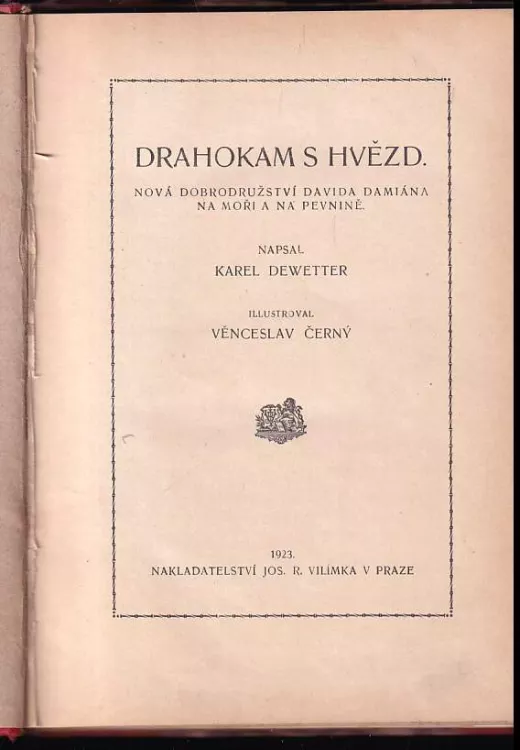 DRAHOKAM S HVĚZD.
NOVÁ DOBRODRUŽSTVÍ DAVIDA DAMIÁNA
NA MOŘI A NA PEVNINĚ.
NAPSAL
KAREL DEWETTER
ILLUSTROVAL
VĚNCESLAV ČERNÝ
1923.
NAKLADATELSTVÍ JOS. R. VILÍMKA V PRAZE